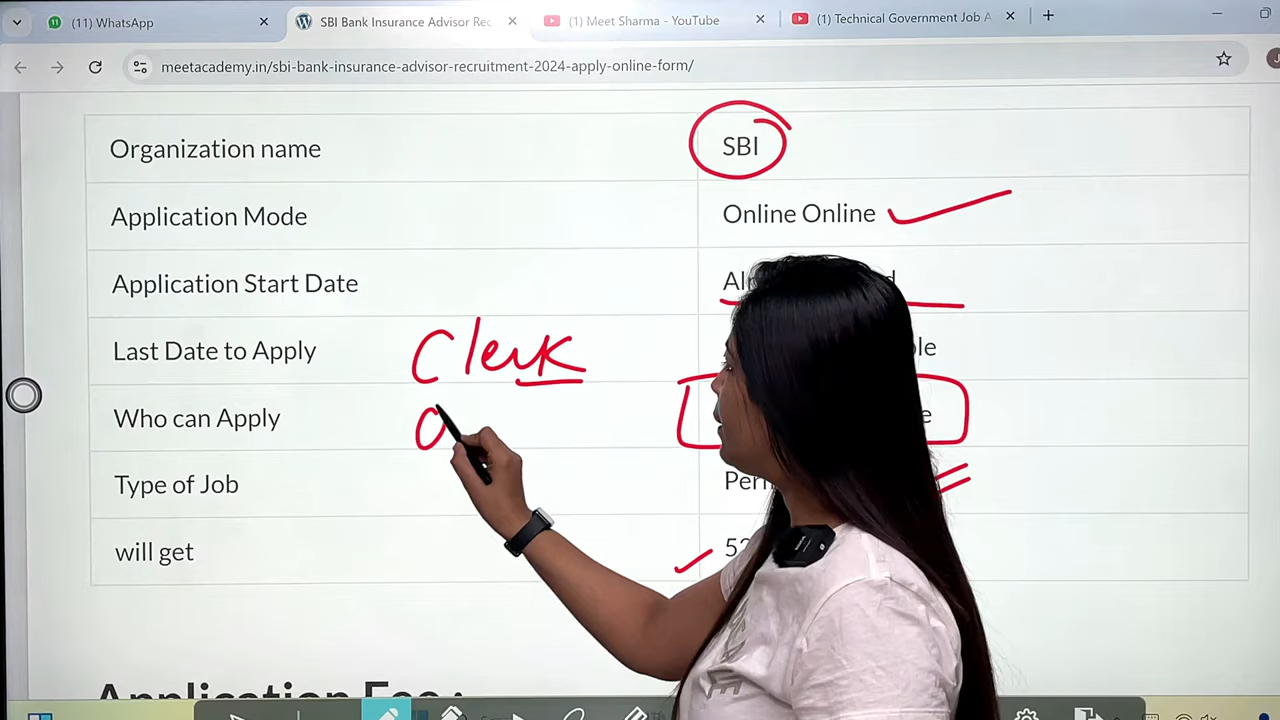 (11) WhatsApp
SBI Bank Insurance Advisor Rec
(1) Meet Sharma - YouTube
(1) Technical Government Job A
meetacademy.in/sbi-bank-insurance-advisor-recruitment-2024-apply-online-form/
Organization name SBI
Application Mode Online Online
Application Start Date
Last Date to Apply Clerk
Who can Apply
Type of Job
will get
Application Fee :